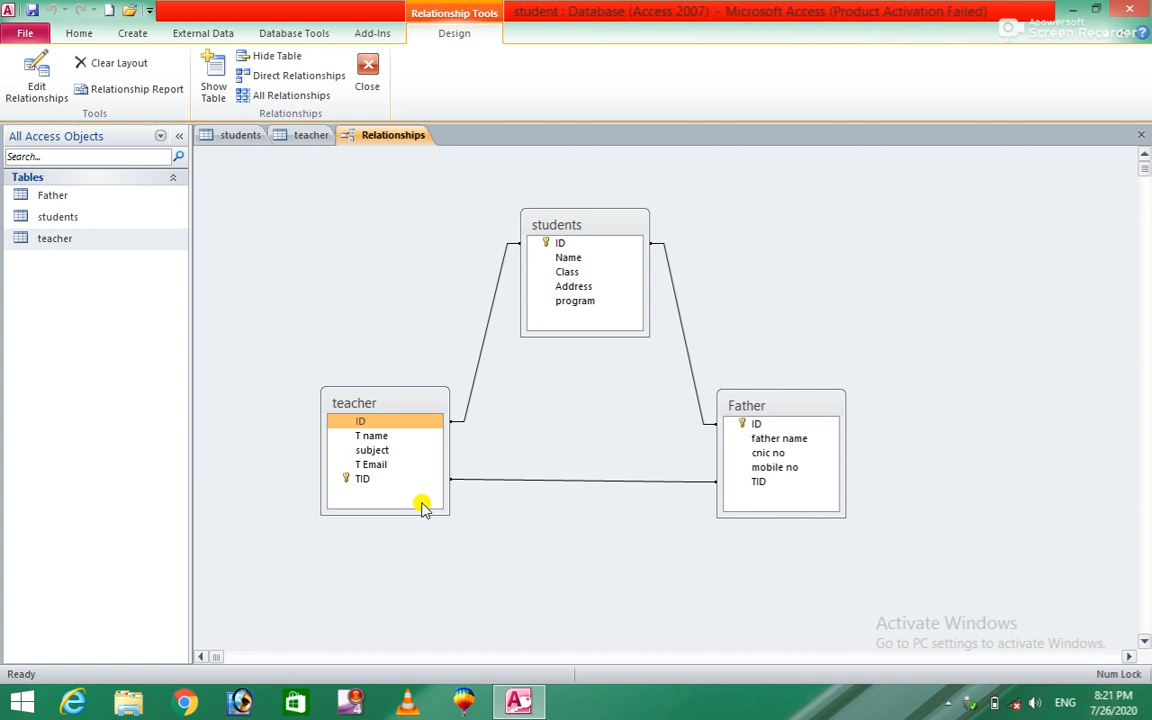 Relationship Tools
student : Database (Access 2007) - Microsoft Access (Product Activation Failed)
Apowersoft
Screen Recorder
File
Home
Create
External Data
Database Tools
Add-Ins
Design
Edit
Relationships
Clear Layout
Relationship Report
Tools
Show
Table
Hide Table
Direct Relationships
All Relationships
Relationships
Close
All Access Objects
students
teacher
Relationships
Search...
Tables
Father
students
teacher
students
ID
Name
Class
Address
program
teacher
ID
T name
subject
T Email
TID
Father
ID
father name
cnic no
mobile no
TID
Activate Windows
Go to PC settings to activate Windows.
Ready
Num Lock
ENG
8:21 PM
7/26/2020